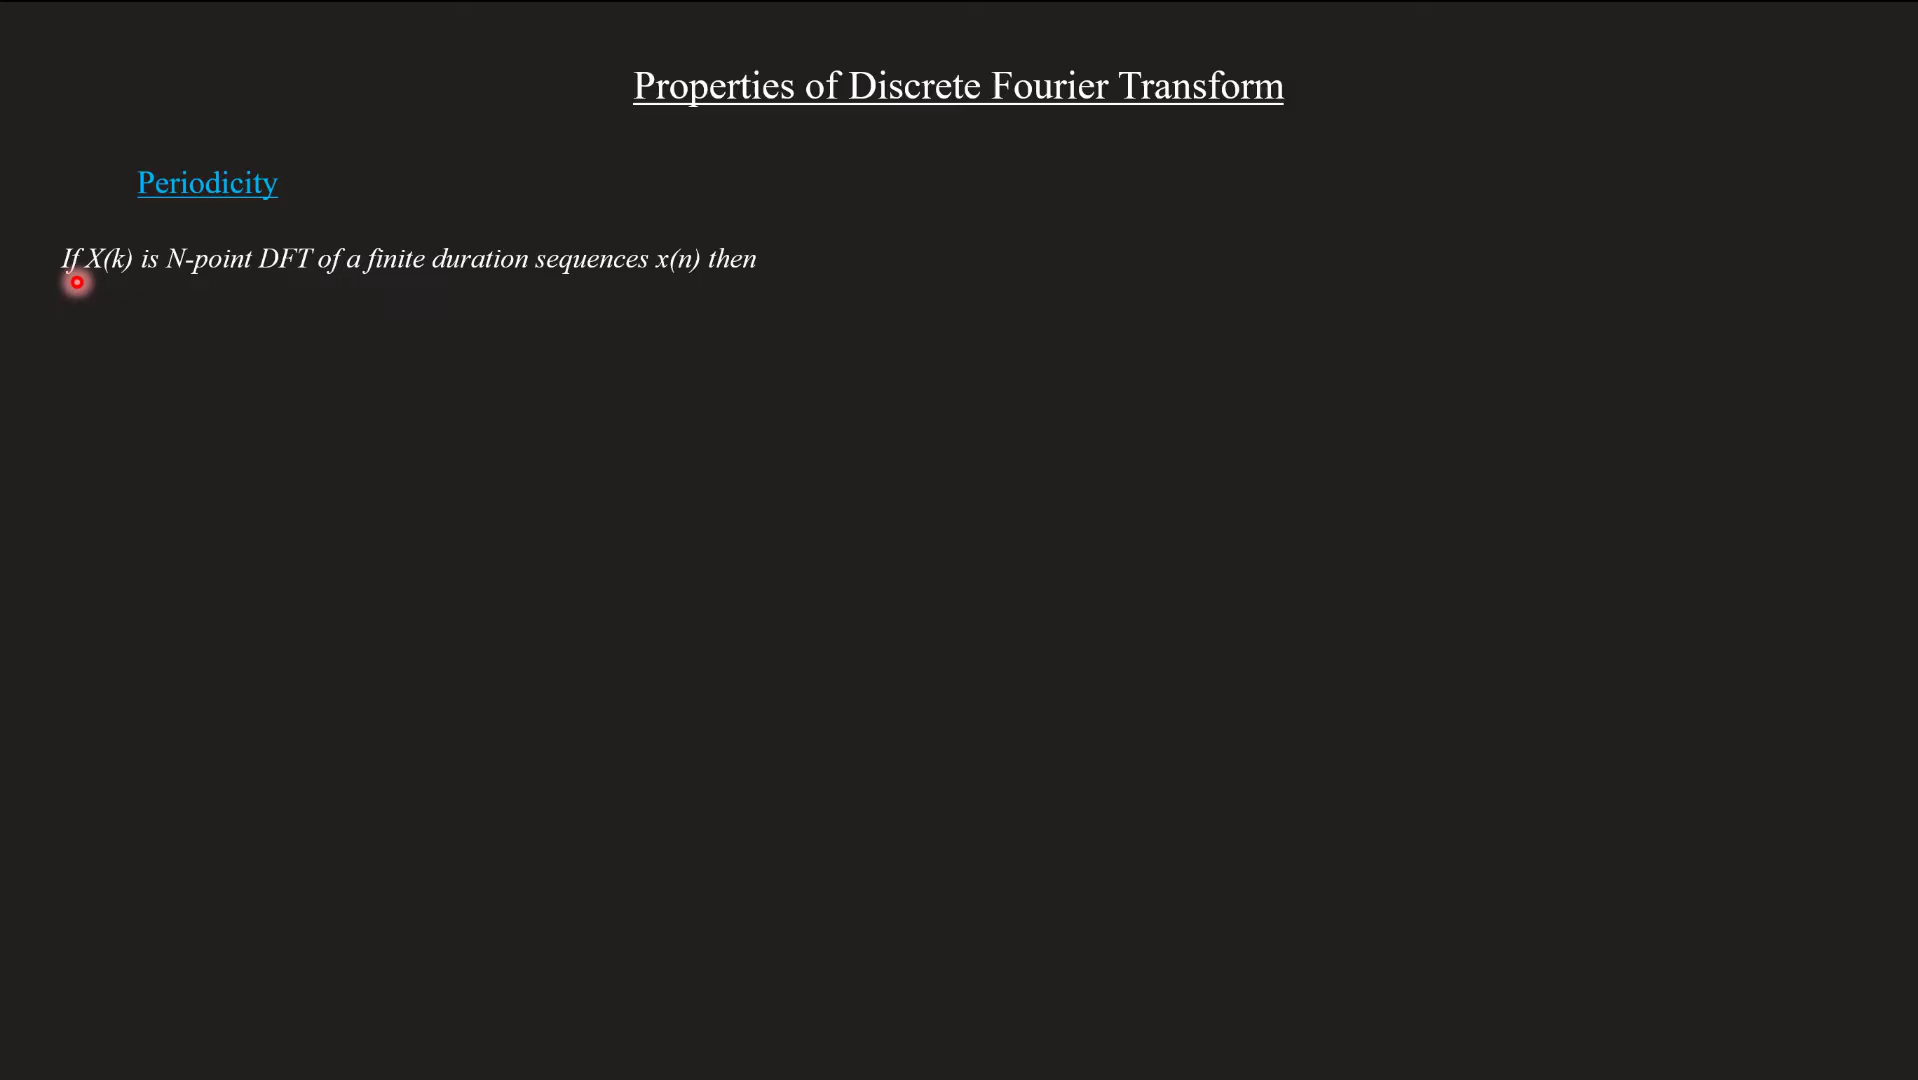 Properties of Discrete Fourier Transform
Periodicity
If X(k) is N-point DFT of a finite duration sequences x(n) then